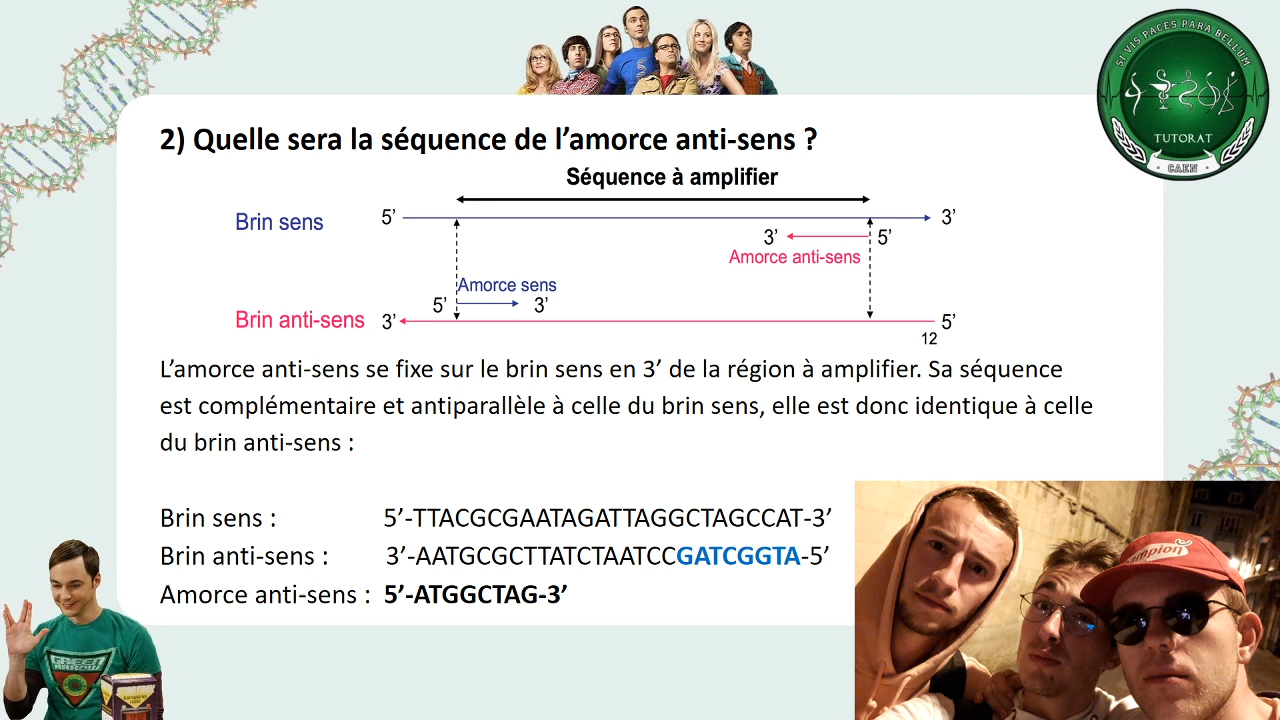 SI VIS PACES PARA BELLUM
TUTORAT
CAEN
2) Quelle sera la séquence de l’amorce anti-sens ?
Séquence à amplifier
Brin sens 5’ 3’
3’ 5’
Amorce anti-sens
Amorce sens
5’ 3’
Brin anti-sens 3’ 5’
12
L’amorce anti-sens se fixe sur le brin sens en 3’ de la région à amplifier. Sa séquence
est complémentaire et antiparallèle à celle du brin sens, elle est donc identique à celle
du brin anti-sens :
Brin sens : 5’-TTACGCGAATAGATTAGGCTAGCCAT-3’
Brin anti-sens : 3’-AATGCGCTTATCTAATCCGATCGGTA-5’
Amorce anti-sens : 5’-ATGGCTAG-3’
GREEN
ARROW